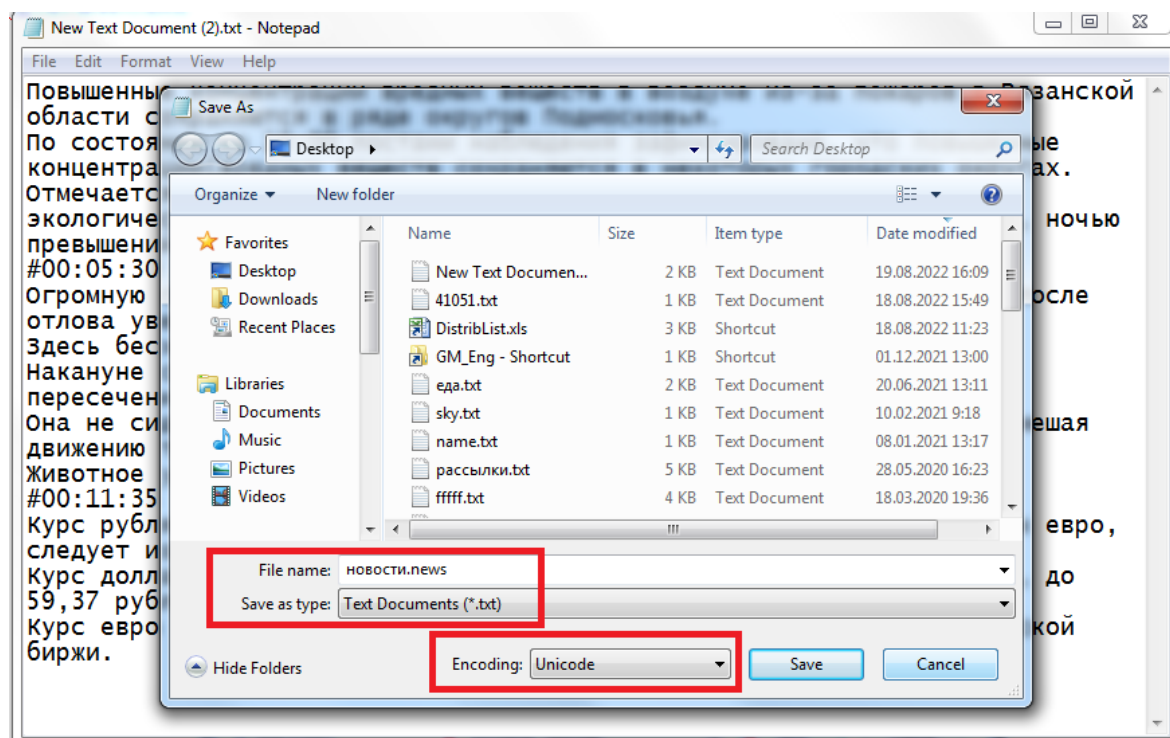 New Text Document (2).txt - Notepad
File Edit Format View Help
Повышенные
занской
области
По состоя
ые
концентра
ах.
Отмечаетс
экологиче
ночью
превышени
#00:05:30
Огромную
осле
отлова ув
Здесь бес
Накануне
пересечен
Она не си
ешая
движению
Животное
#00:11:35
Курс рубл
евро,
следует и
Курс долл
до
59,37 руб
Курс евро
кой
биржи.
Save As
Desktop
Search Desktop
Organize New folder
Favorites
Desktop
Downloads
Recent Places
Libraries
Documents
Music
Pictures
Videos
Name Size Item type Date modified
New Text Documen... 2 KB Text Document 19.08.2022 16:09
41051.txt 1 KB Text Document 18.08.2022 15:49
DistribList.xls 3 KB Shortcut 18.08.2022 11:23
GM_Eng - Shortcut 1 KB Shortcut 01.12.2021 13:00
еда.txt 2 KB Text Document 20.06.2021 13:11
sky.txt 1 KB Text Document 10.02.2021 9:18
name.txt 1 KB Text Document 08.01.2021 13:17
рассылки.txt 5 KB Text Document 28.05.2020 16:23
fffff.txt 4 KB Text Document 18.03.2020 19:36
File name: новости.news
Save as type: Text Documents (*.txt)
Hide Folders Encoding: Unicode Save Cancel